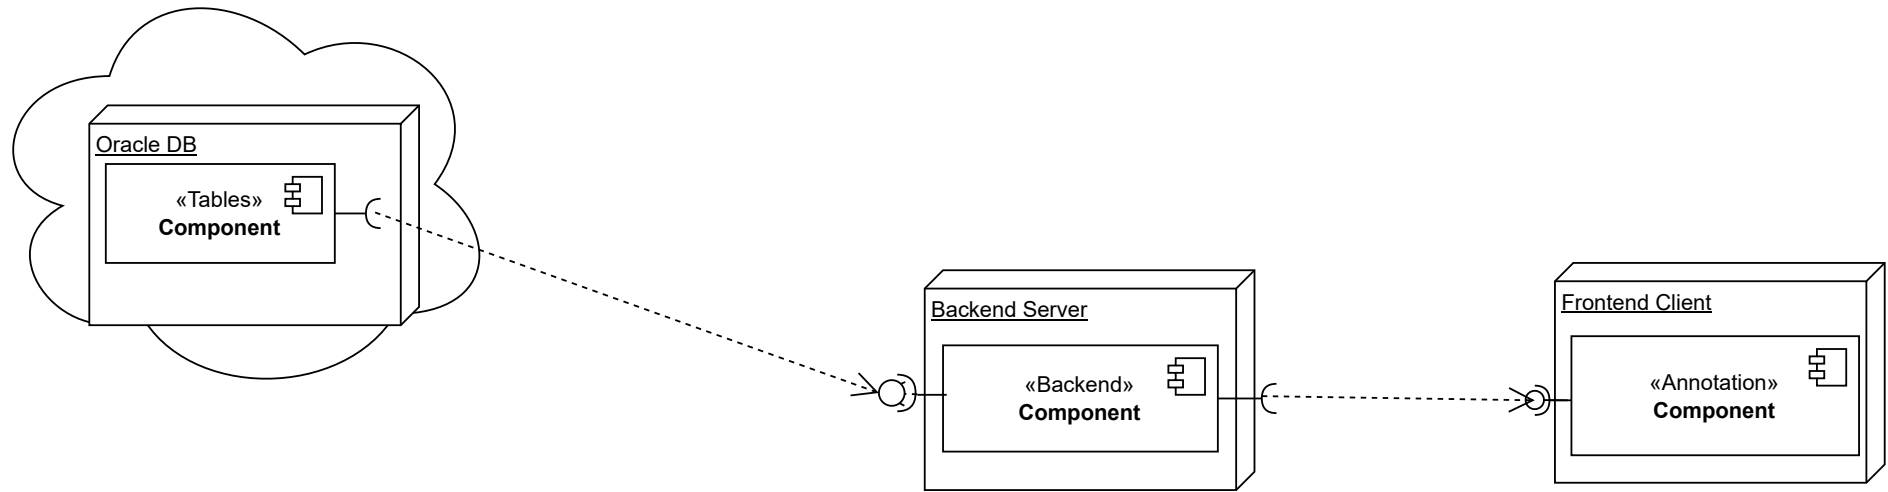 Oracle DB
«Tables»
Component
Backend Server
«Backend»
Component
Frontend Client
«Annotation»
Component